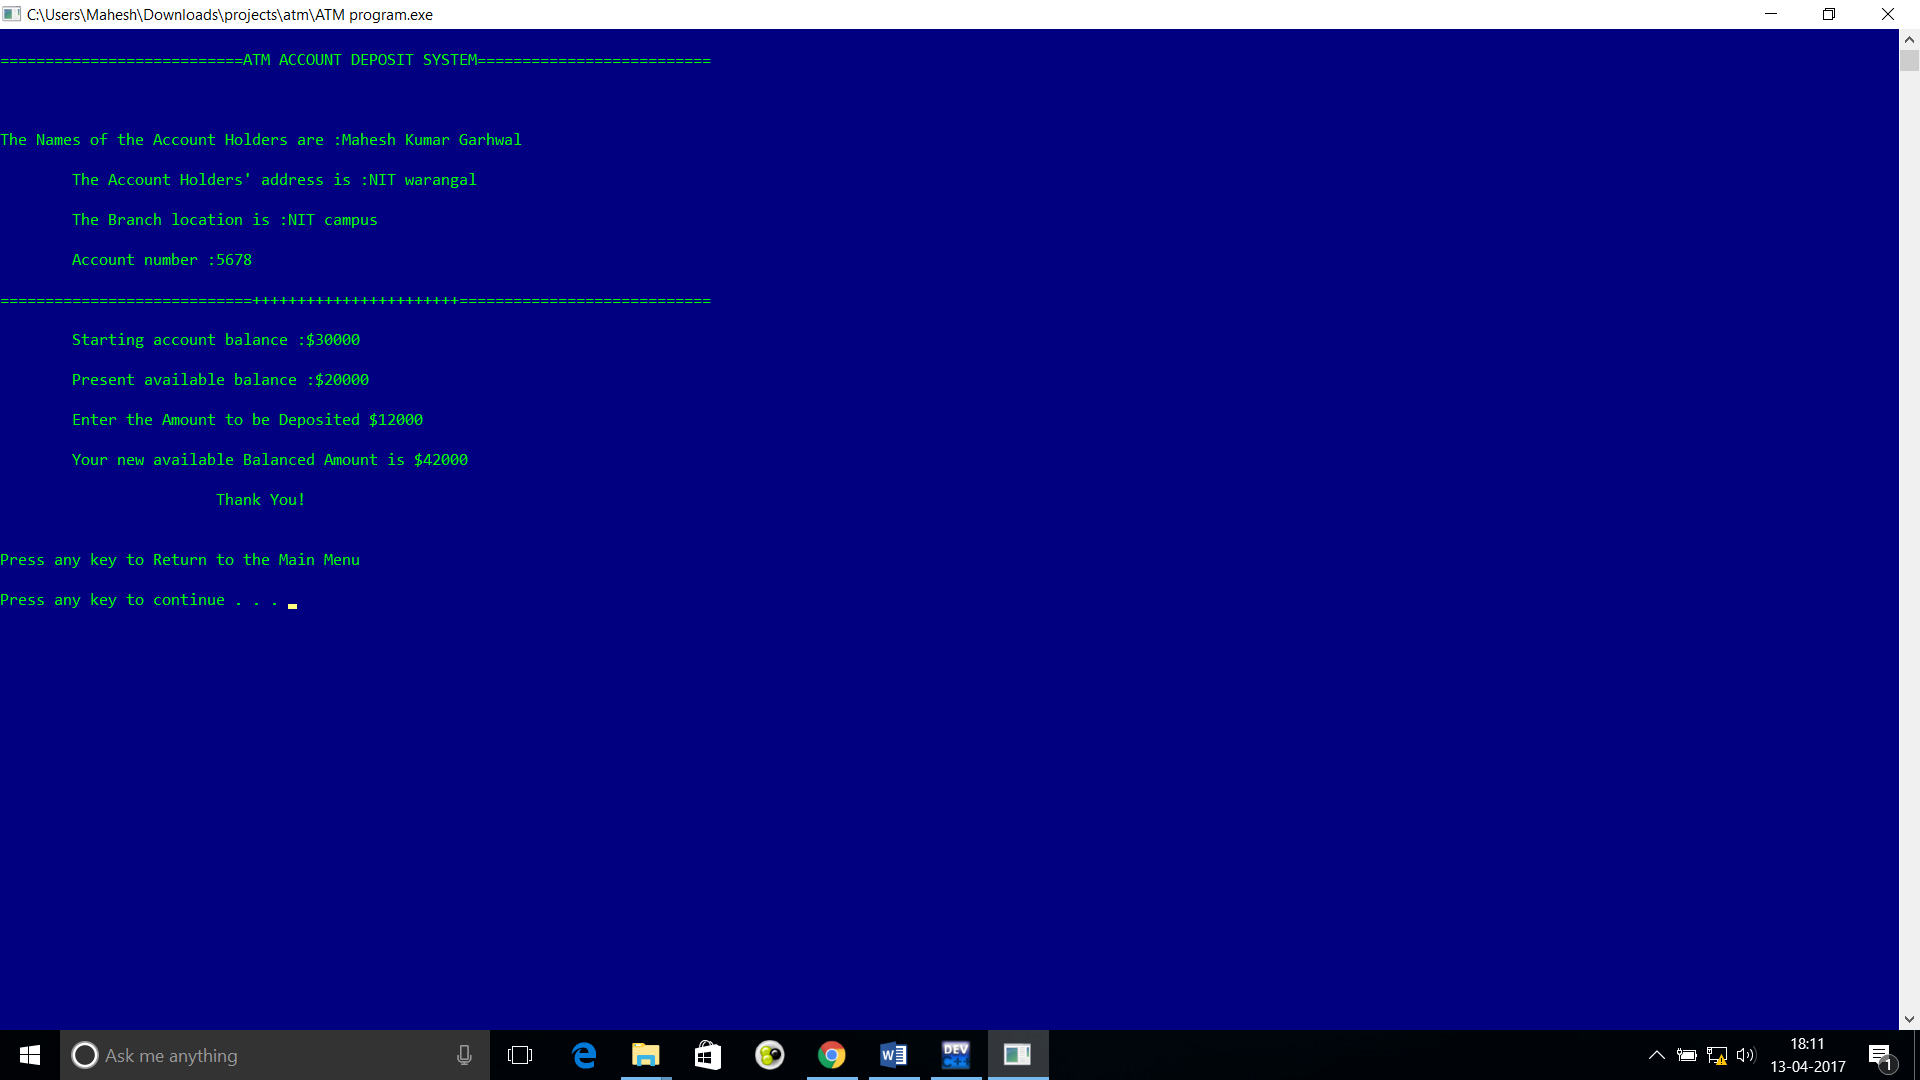 C:\Users\Mahesh\Downloads\projects\atm\ATM program.exe
===========================ATM ACCOUNT DEPOSIT SYSTEM==========================
The Names of the Account Holders are :Mahesh Kumar Garhwal
The Account Holders' address is :NIT warangal
The Branch location is :NIT campus
Account number :5678
============================+++++++++++++++++++++++============================
Starting account balance :$30000
Present available balance :$20000
Enter the Amount to be Deposited $12000
Your new available Balanced Amount is $42000
Thank You!
Press any key to Return to the Main Menu
Press any key to continue . . .
Ask me anything
DEV
C++
W
18:11
13-04-2017
1